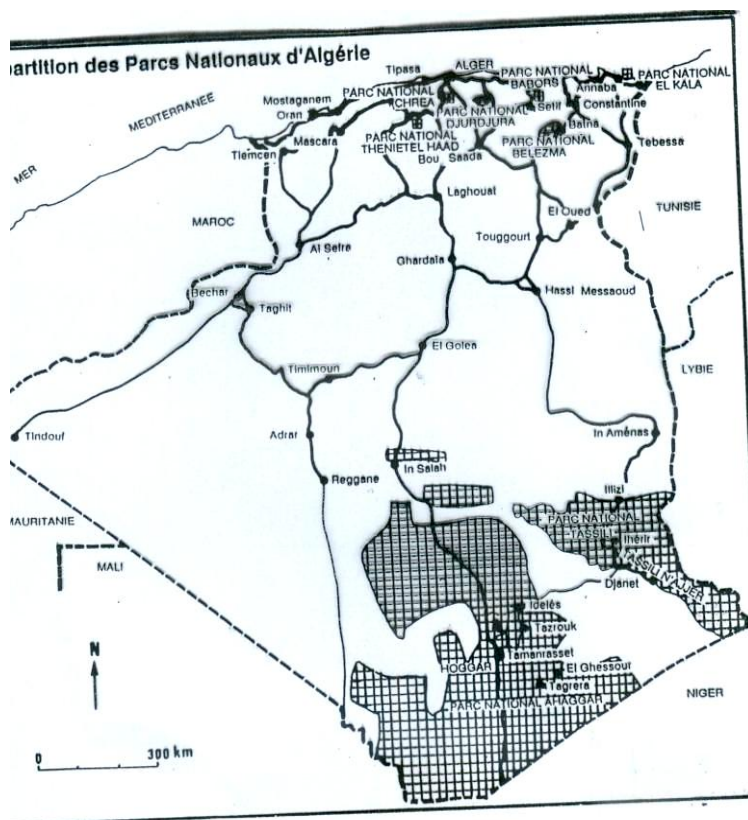 partition des Parcs Nationaux d'Algérie
MER
MEDITERRANEE
Tipasa
ALGER
PARC NATIONAL
CHREA
PARC NATIONAL
BABORS
Annaba
PARC NATIONAL
EL KALA
Mostaganem
Oran
PARC NATIONAL
DJURDJURA
Setif
Constantine
Mascara
PARC NATIONAL
THENIETEL HAAD
Batna
PARC NATIONAL
BELEZMA
Tlemcen
Bou Saada
Tebessa
Laghouat
El Oued
TUNISIE
MAROC
Aï Sefra
Touggourt
Ghardaïa
Bechar
Taghit
Hassi Messaoud
El Golea
LYBIE
Timimoun
Tindouf
Adrar
In Aménas
In Salah
Reggane
Illizi
MAURITANIE
PARC NATIONAL
TASSILI
Iherir
TASSILI N'AJJER
MALI
Djanet
Idelés
Tazrouk
N
Tamanrasset
HOGGAR
El Ghessour
Tagrera
PARC NATIONAL AHAGGAR
NIGER
0
300 km